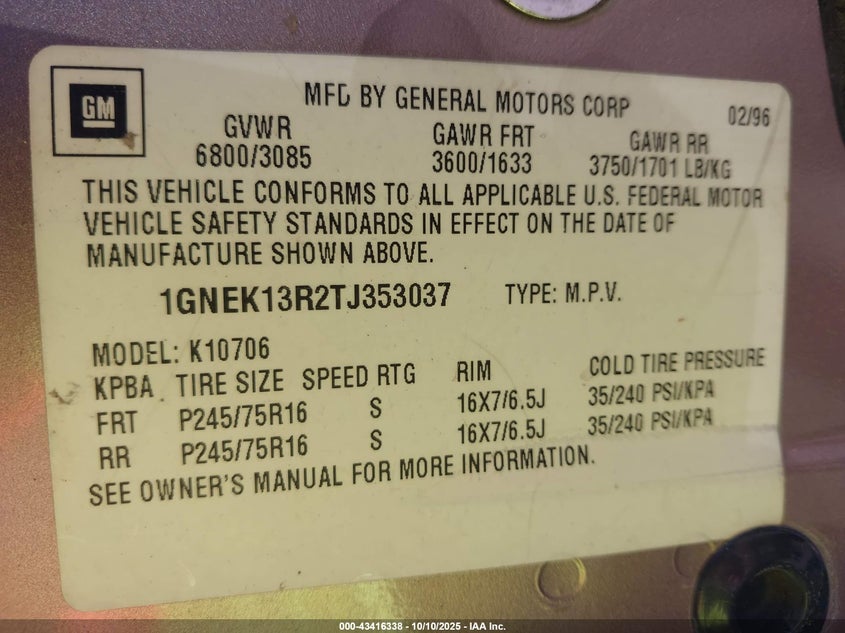 GM
MFD BY GENERAL MOTORS CORP 02/96
GVWR GAWR FRT GAWR RR
6800/3085 3600/1633 3750/1701 LB/KG
THIS VEHICLE CONFORMS TO ALL APPLICABLE U.S. FEDERAL MOTOR
VEHICLE SAFETY STANDARDS IN EFFECT ON THE DATE OF
MANUFACTURE SHOWN ABOVE.
1GNEK13R2TJ353037 TYPE: M.P.V.
MODEL: K10706
KPBA TIRE SIZE SPEED RTG RIM COLD TIRE PRESSURE
FRT P245/75R16 S 16X7/6.5J 35/240 PSI/KPA
RR P245/75R16 S 16X7/6.5J 35/240 PSI/KPA
SEE OWNER'S MANUAL FOR MORE INFORMATION.
000-43416338 - 10/10/2025 - IAA Inc.